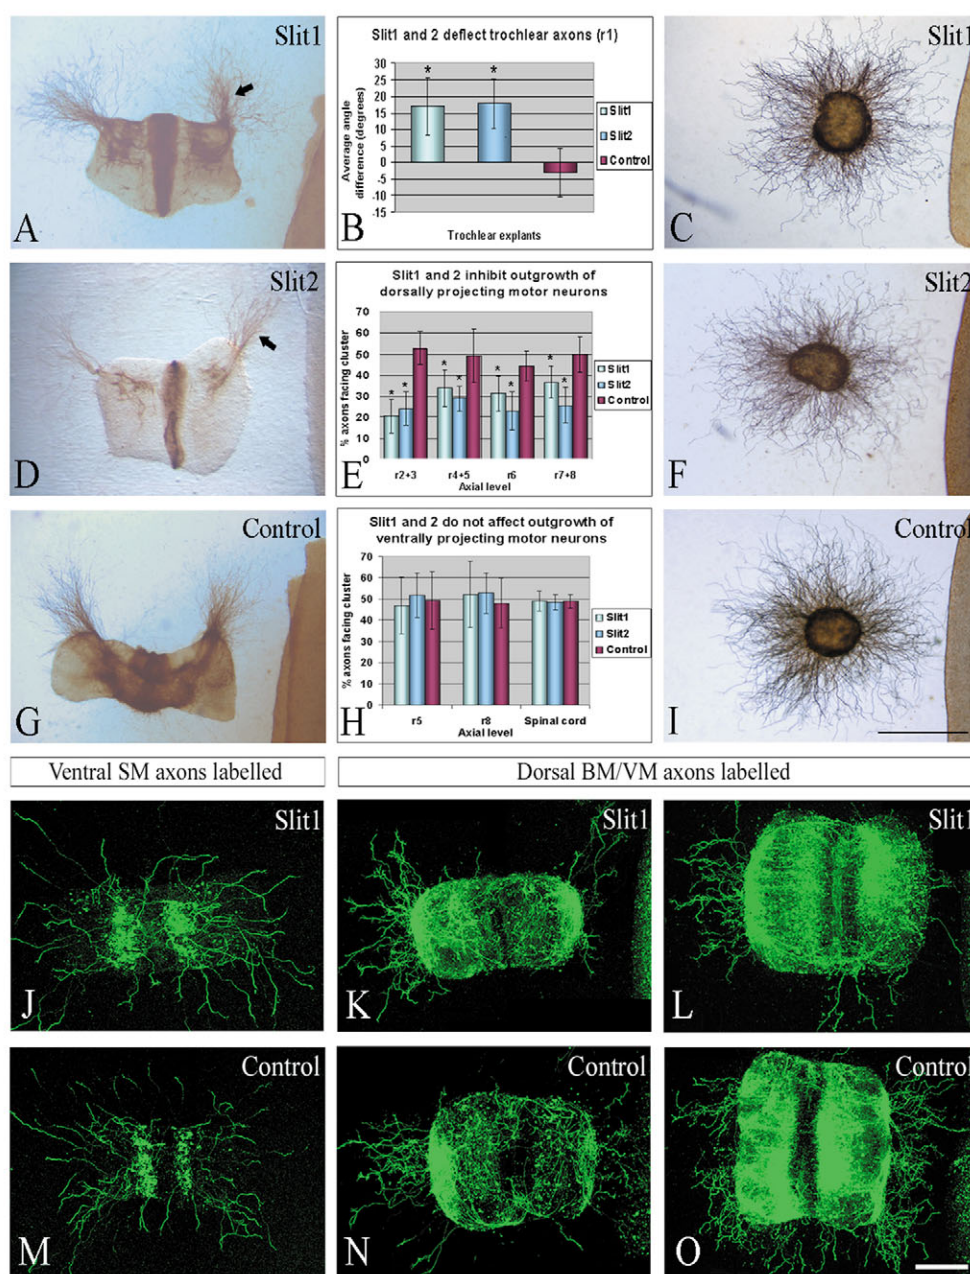 Slit1
A
Slit1 and 2 deflect trochlear axons (r1)
Average angle
difference (degrees)
30
25
20
15
10
5
0
-5
-10
-15
*
*
Slit1
Slit2
Control
Trochlear explants
B
Slit1
C
Slit2
D
Slit1 and 2 inhibit outgrowth of
dorsally projecting motor neurons
% axons facing cluster
70
60
50
40
30
20
10
0
* * * * * * * *
Slit1
Slit2
Control
r2+3 r4+5 r6 r7+8
Axial level
E
Slit2
F
Control
G
Slit1 and 2 do not affect outgrowth of
ventrally projecting motor neurons
% axons facing cluster
70
60
50
40
30
20
10
0
Slit1
Slit2
Control
r5 r8 Spinal cord
Axial level
H
Control
I
Ventral SM axons labelled
Dorsal BM/VM axons labelled
Slit1
J
Slit1
K
Slit1
L
Control
M
Control
N
Control
O